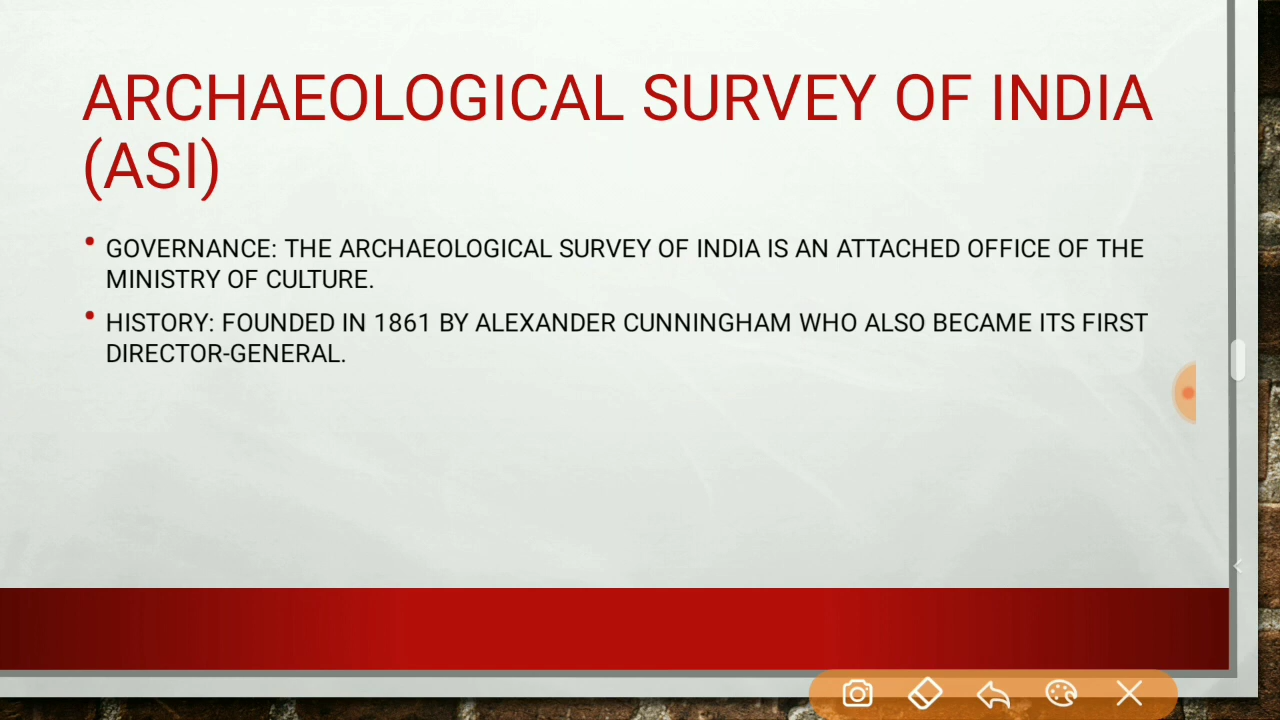 ARCHAEOLOGICAL SURVEY OF INDIA
(ASI)
• GOVERNANCE: THE ARCHAEOLOGICAL SURVEY OF INDIA IS AN ATTACHED OFFICE OF THE
MINISTRY OF CULTURE.
• HISTORY: FOUNDED IN 1861 BY ALEXANDER CUNNINGHAM WHO ALSO BECAME ITS FIRST
DIRECTOR-GENERAL.